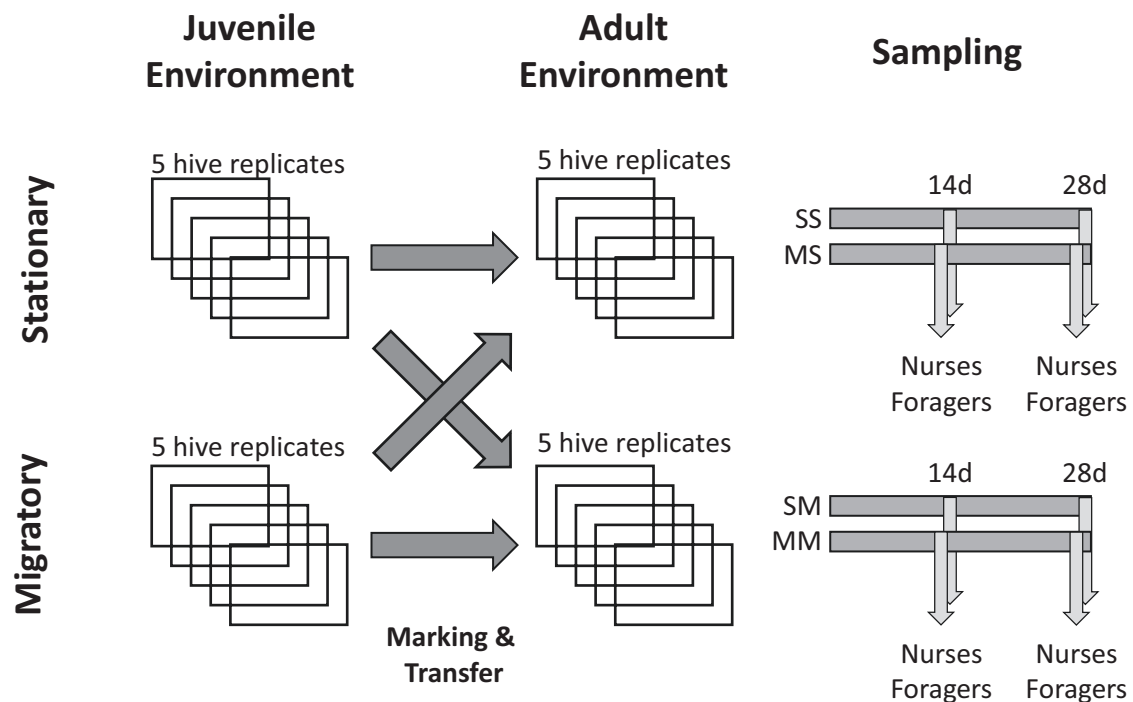 Juvenile
Environment
Adult
Environment
Sampling
Stationary
5 hive replicates
5 hive replicates
14d
28d
SS
MS
Nurses
Foragers
Nurses
Foragers
Migratory
5 hive replicates
5 hive replicates
14d
28d
SM
MM
Marking &
Transfer
Nurses
Foragers
Nurses
Foragers